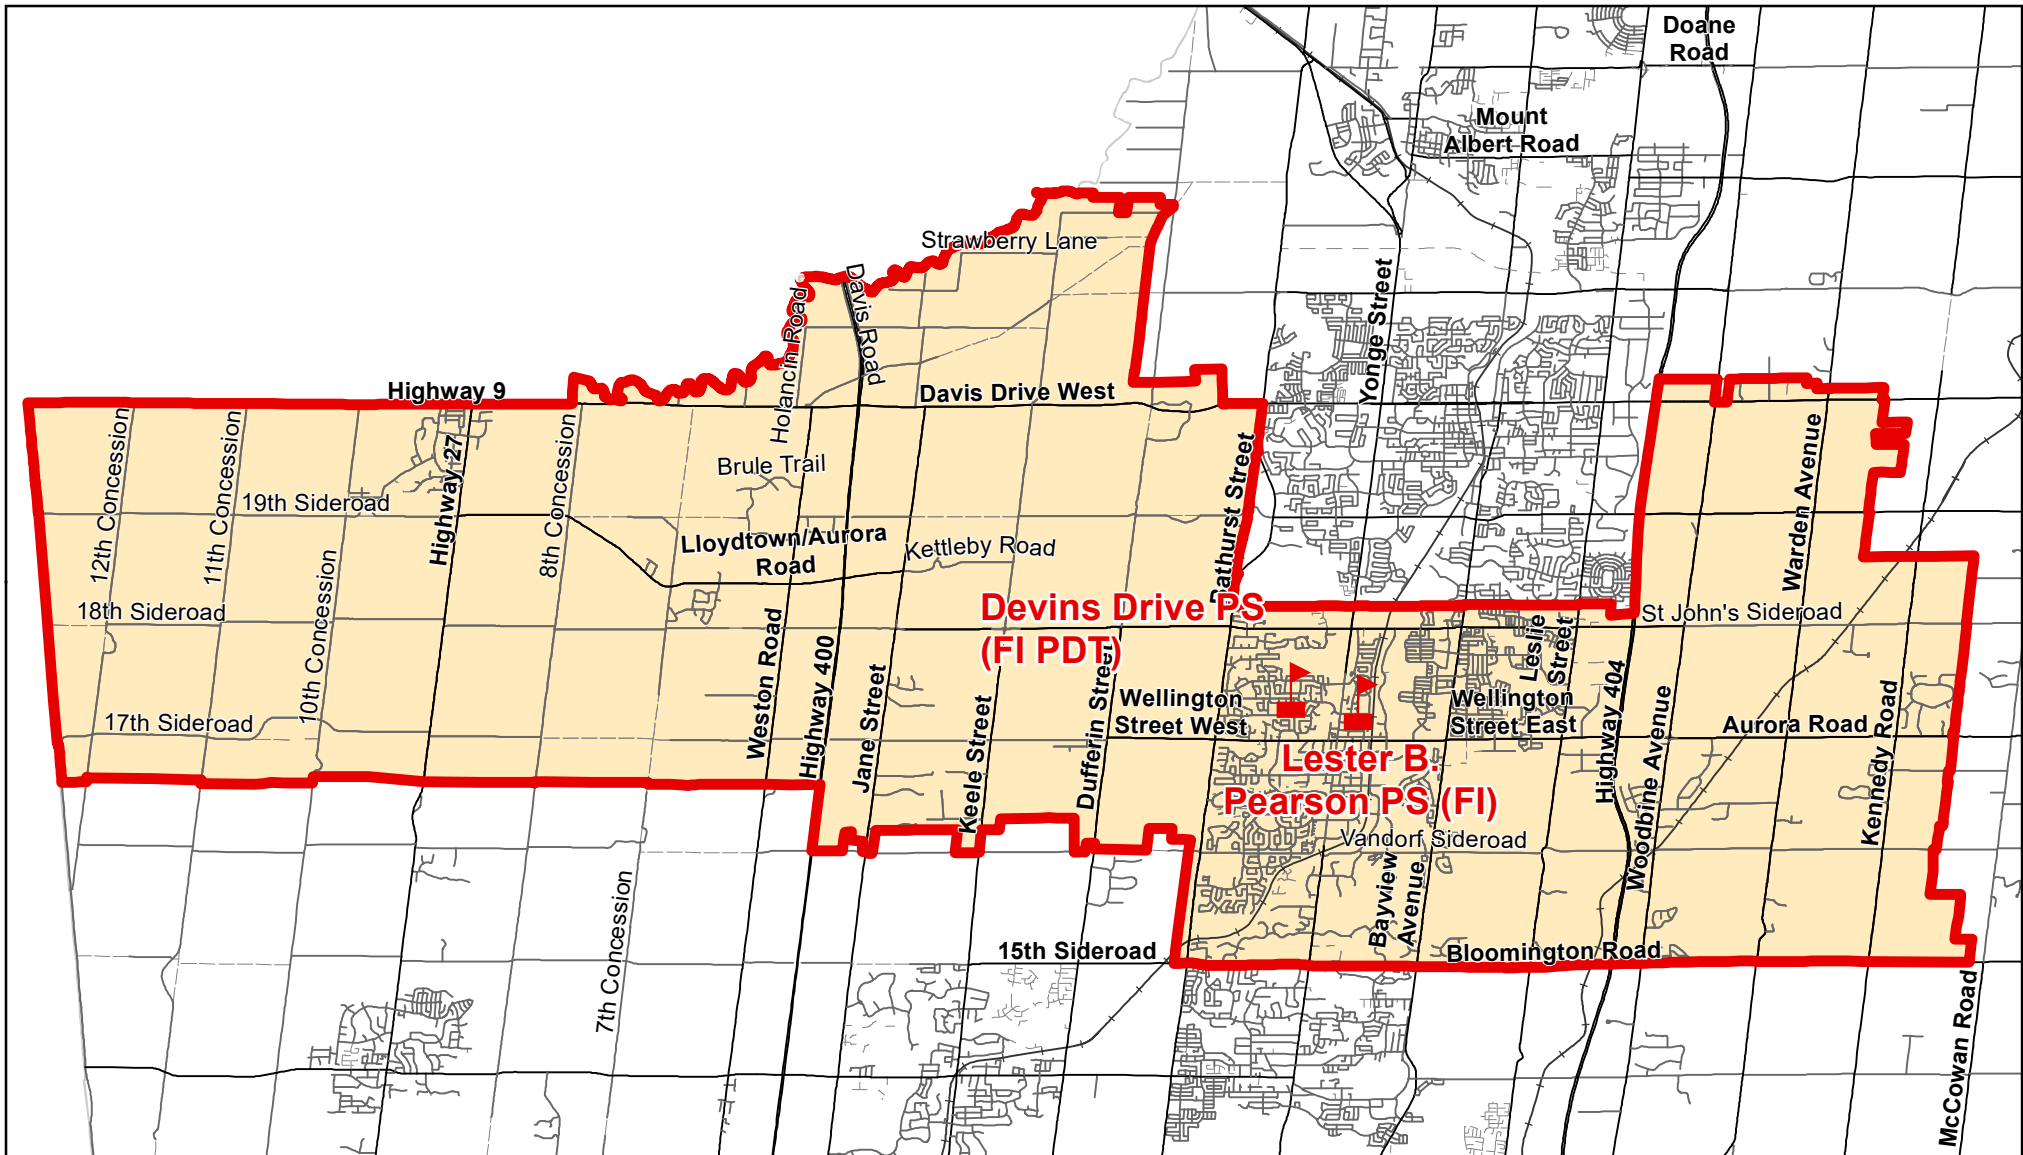 Doane
Road
Mount
Albert Road
Strawberry Lane
Davis Road
Holancin Road
Yonge Street
Highway 9
Davis Drive West
12th Concession
11th Concession
Highway 27
8th Concession
Brule Trail
Bathurst Street
Warden Avenue
19th Sideroad
Lloydtown/Aurora
Road
Kettleby Road
10th Concession
18th Sideroad
Devins Drive PS
(FI PDT)
St John's Sideroad
Leslie
Street
Weston Road
Highway 400
Jane Street
Keele Street
Dufferin Street
Wellington
Street West
Wellington
Street East
Highway 404
Woodbine Avenue
Aurora Road
Kennedy Road
17th Sideroad
Lester B.
Pearson PS (FI)
Vandorf Sideroad
Bayview
Avenue
7th Concession
15th Sideroad
Bloomington Road
McCowan Road